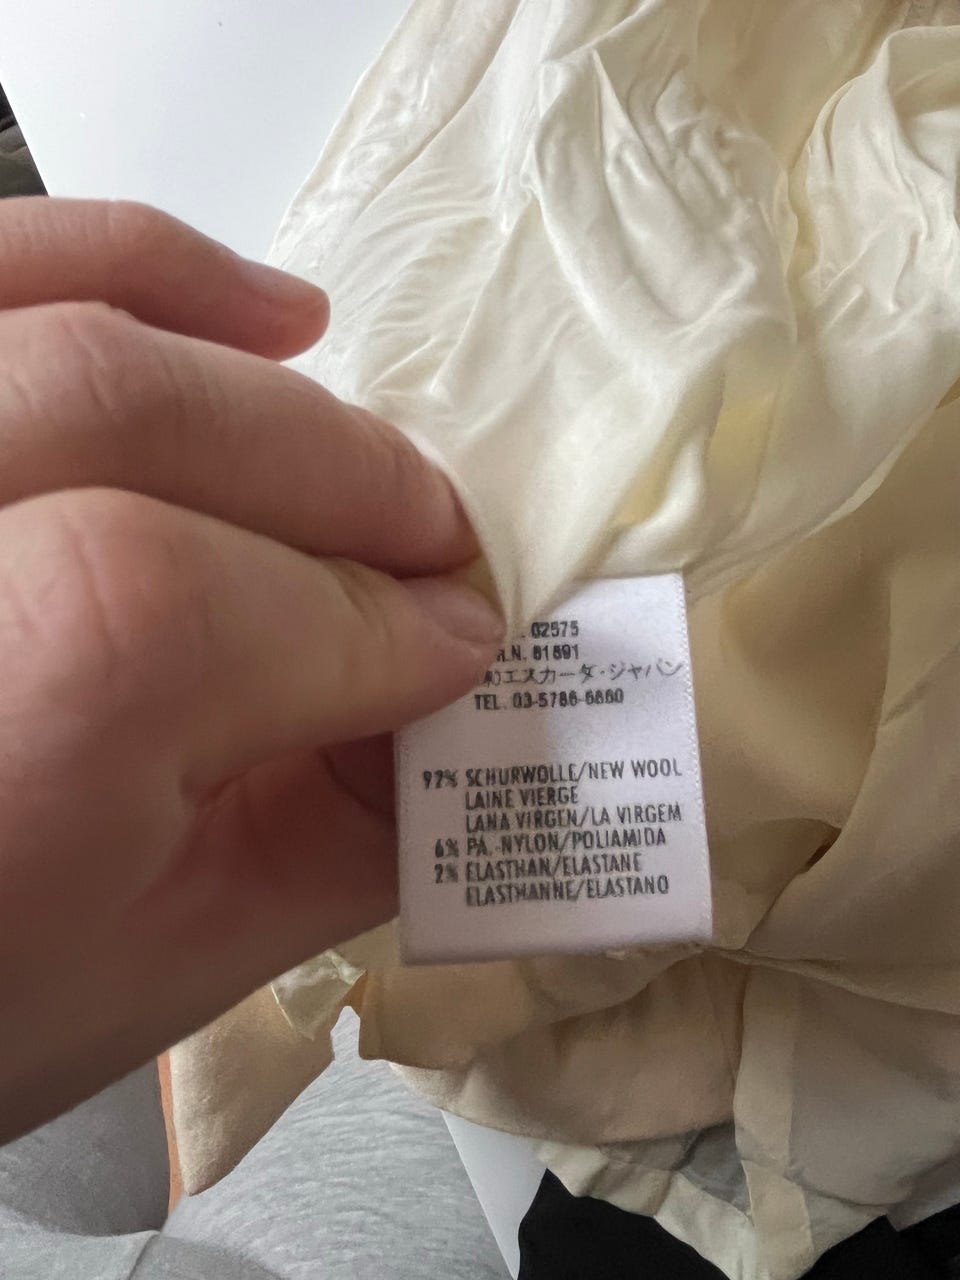 . 02575
R.N. 81891
(株)エスカーダ・ジャパン
TEL. 03-5786-6860
92% SCHURWOLLE/NEW WOOL
LAINE VIERGE
LANA VIRGEN/LA VIRGEM
6% PA.-NYLON/POLIAMIDA
2% ELASTHAN/ELASTANE
ELASTHANNE/ELASTANO